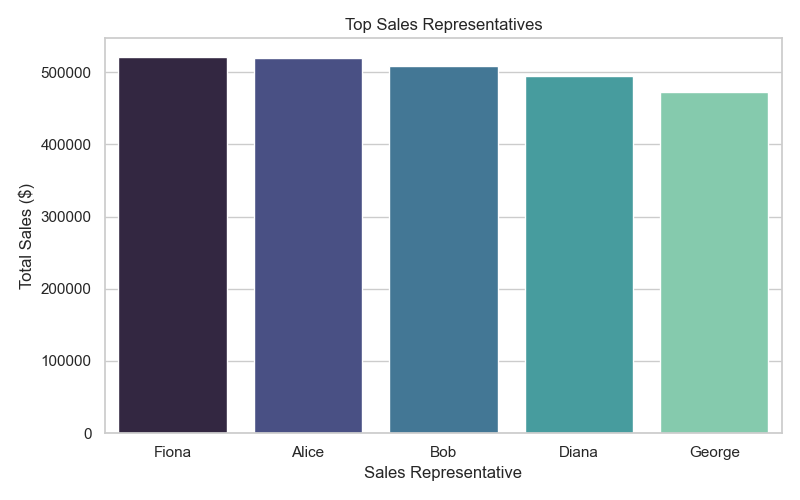 Top Sales Representatives
Total Sales ($)
500000
400000
300000
200000
100000
0
Fiona Alice Bob Diana George
Sales Representative